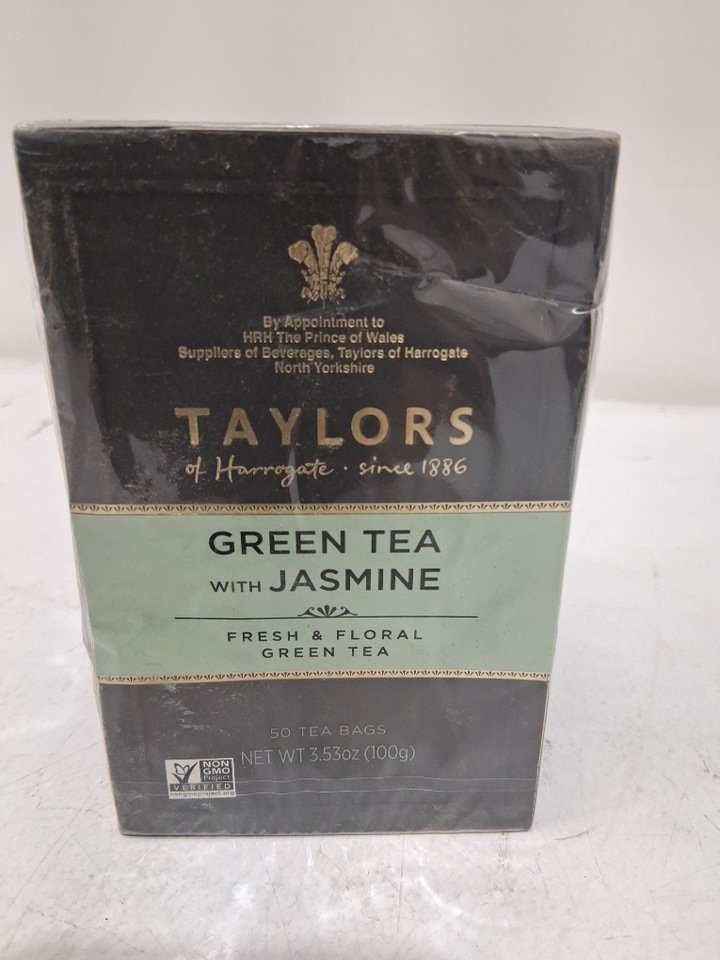 By Appointment to
HRH The Prince of Wales
Suppliers of Beverages, Taylors of Harrogate
North Yorkshire
TAYLORS
of Harrogate · since 1886
GREEN TEA
WITH JASMINE
FRESH & FLORAL
GREEN TEA
50 TEA BAGS
NET WT 3.53oz (100g)
NON
GMO
Project
VERIFIED
nongmoproject.org